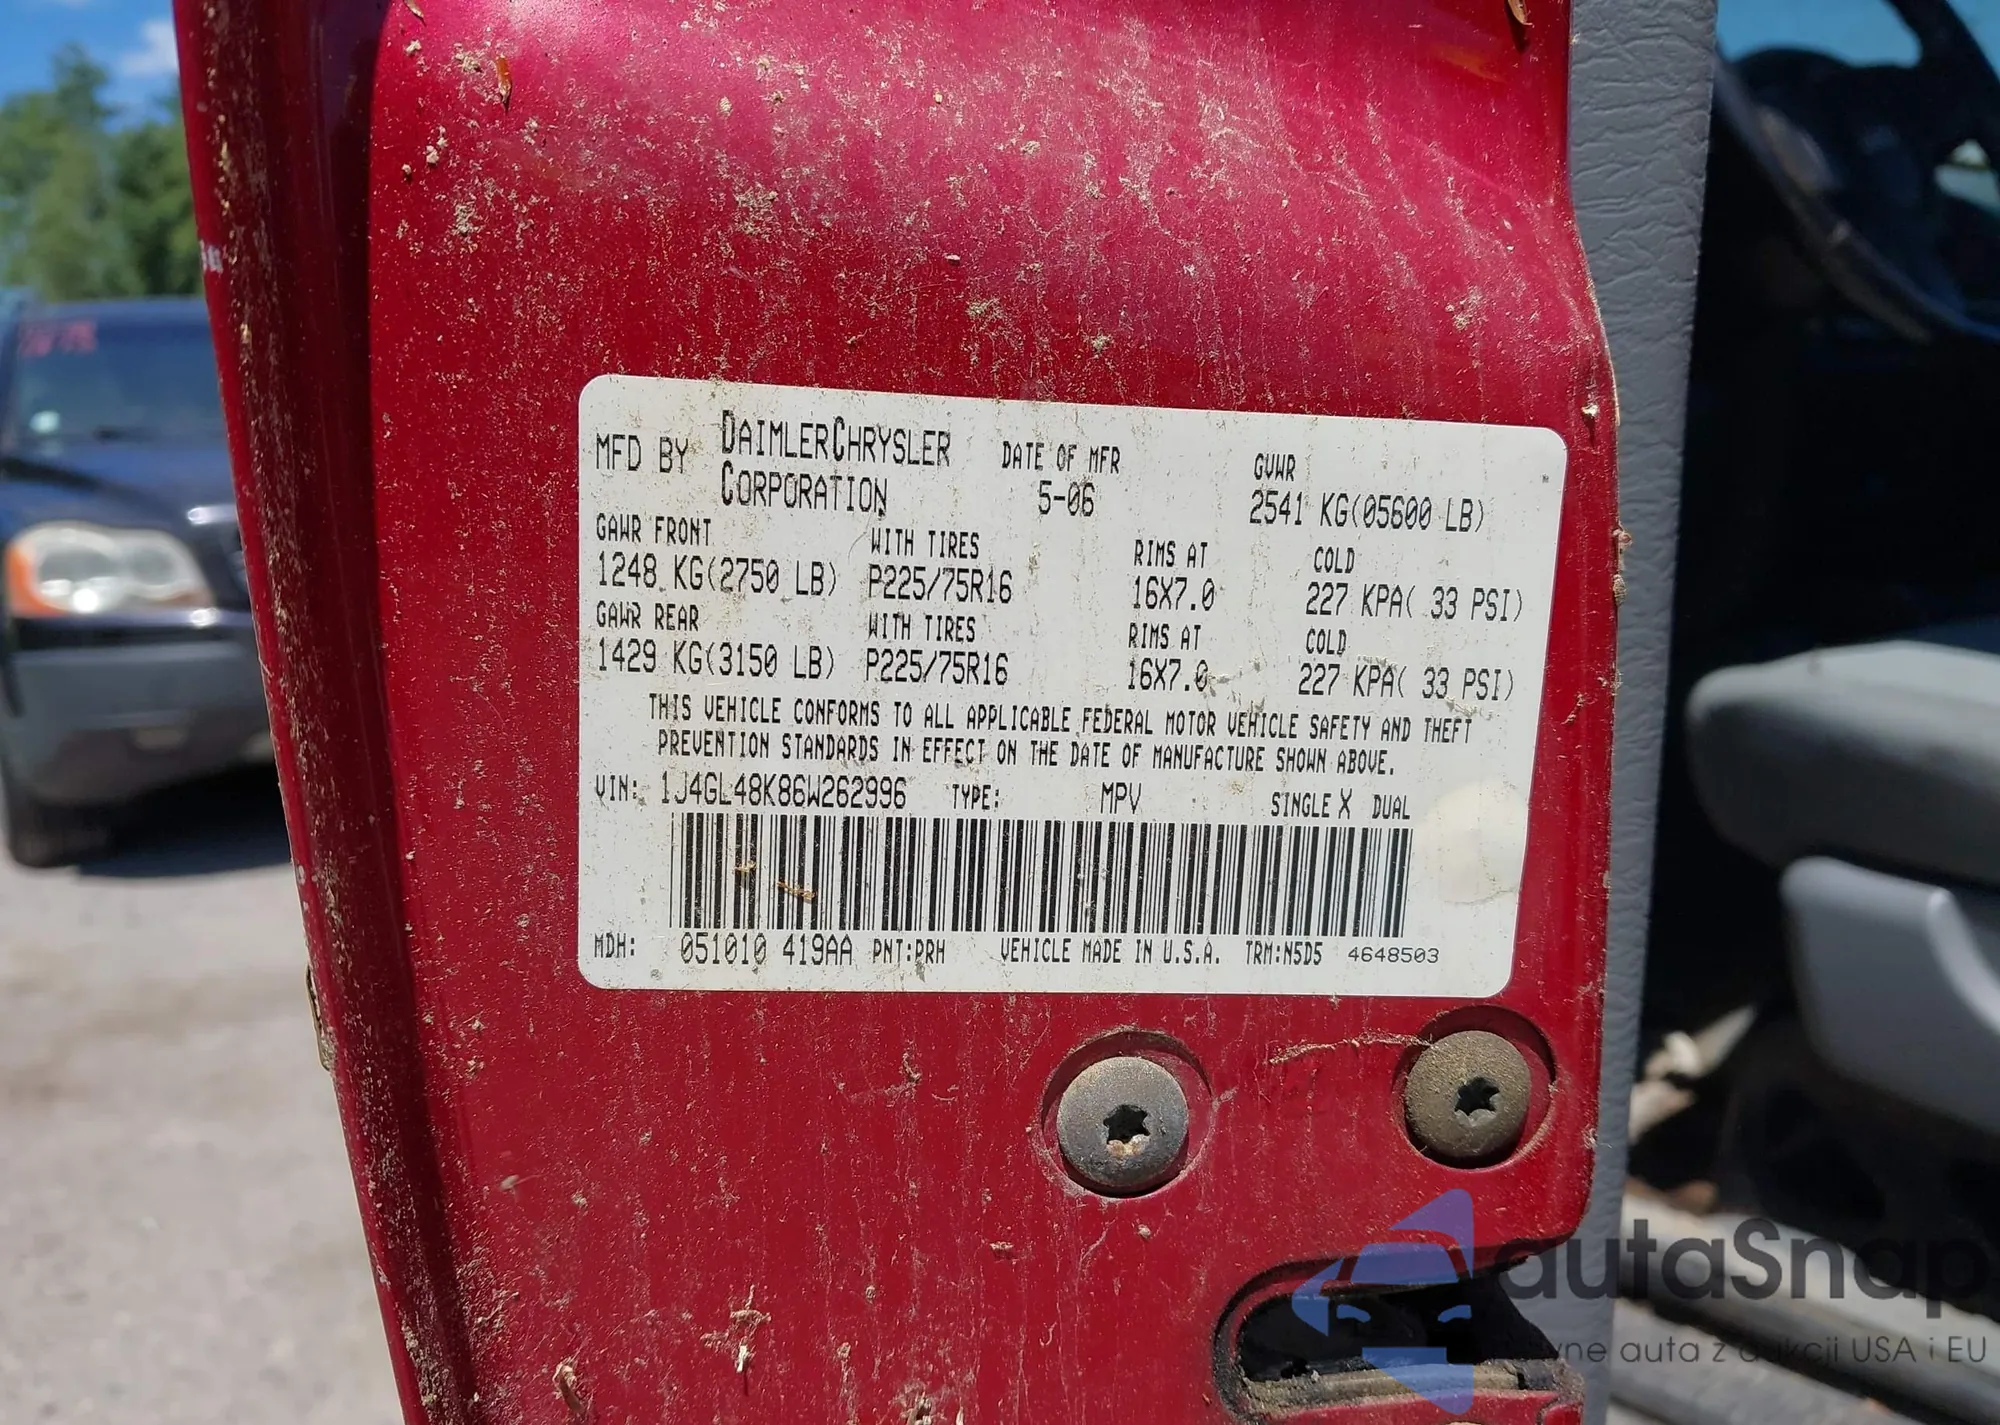 MFD BY DAIMLERCHRYSLER CORPORATION DATE OF MFR 5-06 GVWR 2541 KG(05600 LB)
GAWR FRONT WITH TIRES RIMS AT COLD
1248 KG(2750 LB) P225/75R16 16X7.0 227 KPA( 33 PSI)
GAWR REAR WITH TIRES RIMS AT COLD
1429 KG(3150 LB) P225/75R16 16X7.0 227 KPA( 33 PSI)
THIS VEHICLE CONFORMS TO ALL APPLICABLE FEDERAL MOTOR VEHICLE SAFETY AND THEFT
PREVENTION STANDARDS IN EFFECT ON THE DATE OF MANUFACTURE SHOWN ABOVE.
VIN: 1J4GL48K86W262996 TYPE: MPV SINGLE X DUAL
MDH: 051010 419AA PNT:PRH VEHICLE MADE IN U.S.A. TRM:N5D5 4648503
autaSnap
auta z aukcji USA i EU